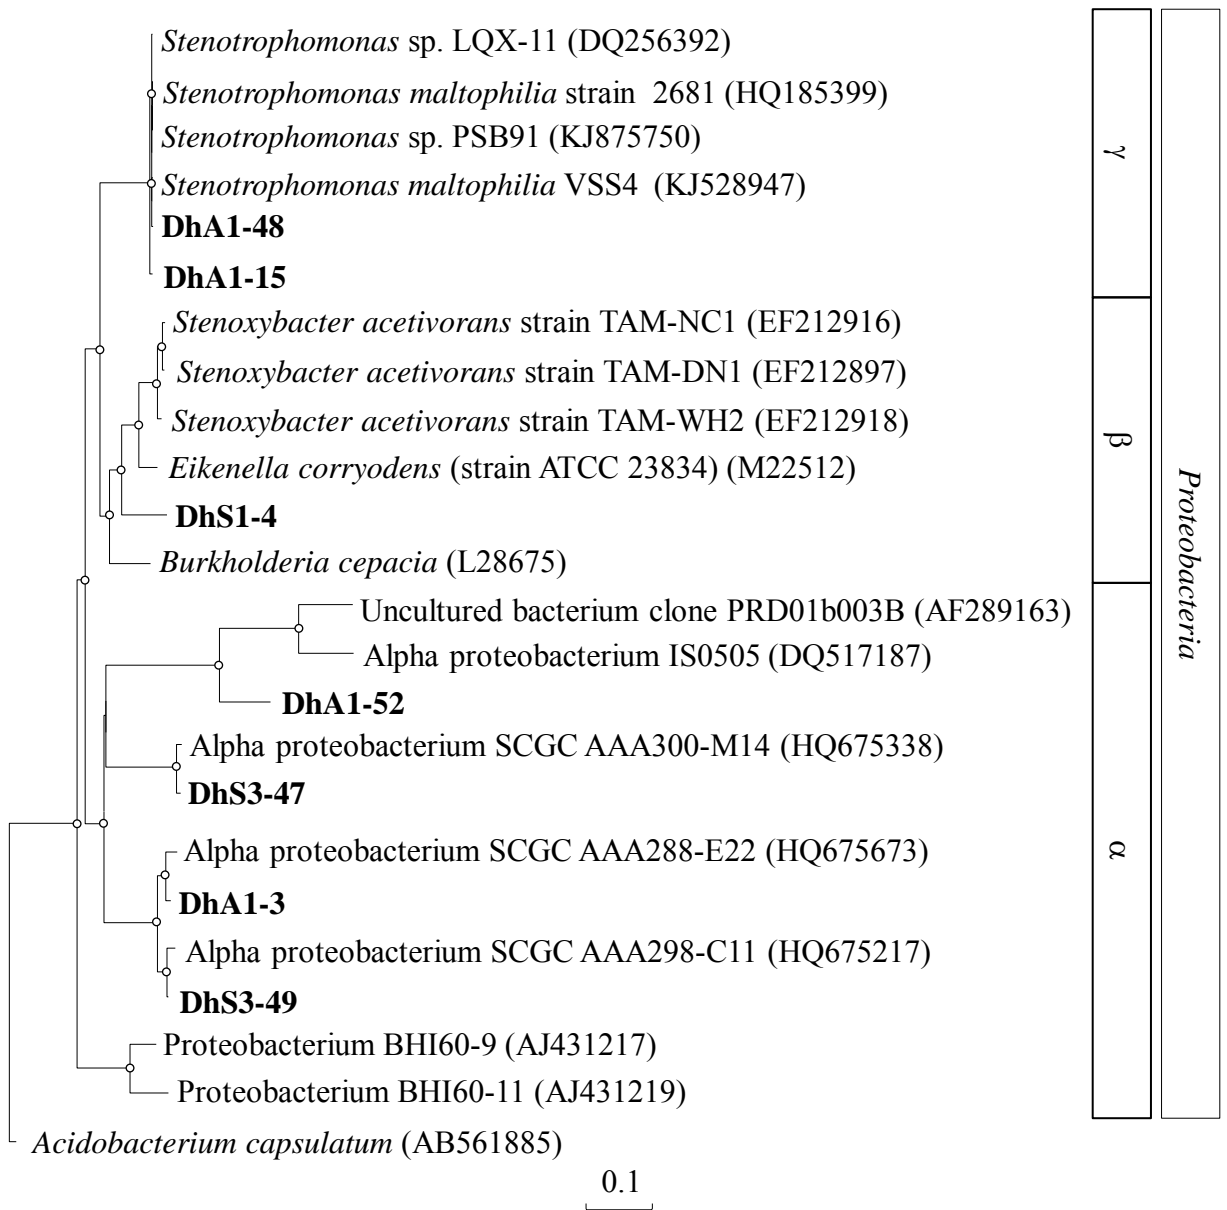 Stenotrophomonas sp. LQX-11 (DQ256392)
Stenotrophomonas maltophilia strain 2681 (HQ185399)
Stenotrophomonas sp. PSB91 (KJ875750)
Stenotrophomonas maltophilia VSS4 (KJ528947)
DhA1-48
DhA1-15
Stenoxybacter acetivorans strain TAM-NC1 (EF212916)
Stenoxybacter acetivorans strain TAM-DN1 (EF212897)
Stenoxybacter acetivorans strain TAM-WH2 (EF212918)
Eikenella corryodens (strain ATCC 23834) (M22512)
DhS1-4
Burkholderia cepacia (L28675)
Uncultured bacterium clone PRD01b003B (AF289163)
Alpha proteobacterium IS0505 (DQ517187)
DhA1-52
Alpha proteobacterium SCGC AAA300-M14 (HQ675338)
DhS3-47
Alpha proteobacterium SCGC AAA288-E22 (HQ675673)
DhA1-3
Alpha proteobacterium SCGC AAA298-C11 (HQ675217)
DhS3-49
Proteobacterium BHI60-9 (AJ431217)
Proteobacterium BHI60-11 (AJ431219)
Acidobacterium capsulatum (AB561885)
0.1
γ
β
α
Proteobacteria